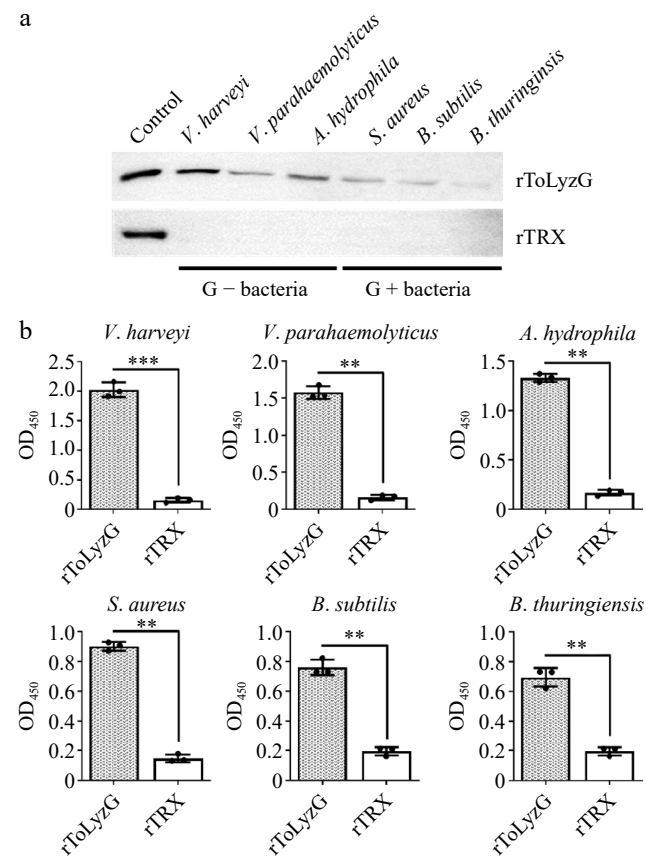 a
Control
V. harveyi
V. parahaemolyticus
A. hydrophila
S. aureus
B. subtilis
B. thuringinsis
rToLyzG
rTRX
G − bacteria
G + bacteria
b
V. harveyi
V. parahaemolyticus
A. hydrophila
2.5
2.0
1.5
1.0
0.5
0
OD450
***
rToLyzG
rTRX
2.0
1.5
1.0
0.5
0
OD450
**
rToLyzG
rTRX
1.5
1.0
0.5
0
OD450
**
rToLyzG
rTRX
S. aureus
B. subtilis
B. thuringiensis
1.0
0.8
0.6
0.4
0.2
0
OD450
**
rToLyzG
rTRX
1.0
0.8
0.6
0.4
0.2
0
OD450
**
rToLyzG
rTRX
1.0
0.8
0.6
0.4
0.2
0
OD450
**
rToLyzG
rTRX